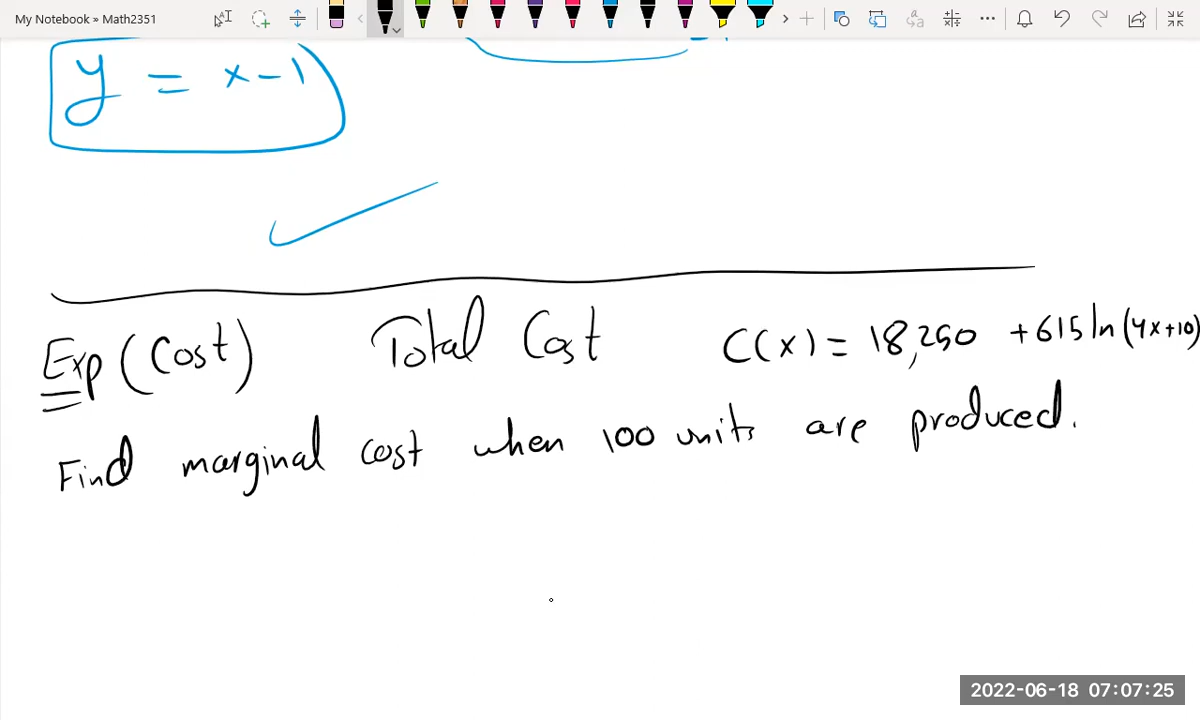 My Notebook » Math2351
y = x-1
Exp (Cost) Total Cost C(x) = 18,250 + 615 ln (4x+10)
Find marginal cost when 100 units are produced.
2022-06-18 07:07:25